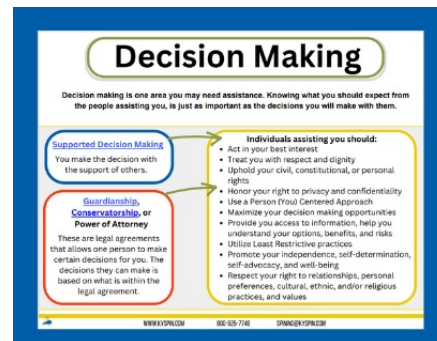 Decision Making
Decision making is one area you may need assistance. Knowing what you should expect from
the people assisting you, is just as important as the decisions you will make with them.
Supported Decision Making
You make the decision with
the support of others.
Guardianship,
Conservatorship, or
Power of Attorney
These are legal agreements
that allows one person to make
certain decisions for you. The
decisions they can make is
based on what is within the
legal agreement.
Individuals assisting you should:
• Act in your best interest
• Treat you with respect and dignity
• Uphold your civil, constitutional, or personal
rights
• Honor your right to privacy and confidentiality
• Use a Person (You) Centered Approach
• Maximize your decision making opportunities
• Provide you access to information, help you
understand your options, benefits, and risks
• Utilize Least Restrictive practices
• Promote your independence, self-determination,
self-advocacy, and well-being
• Respect your right to relationships, personal
preferences, cultural, ethnic, and/or religious
practices, and values
WWW.KYSPIN.COM 800-525-7746 SPININC@KYSPIN.COM